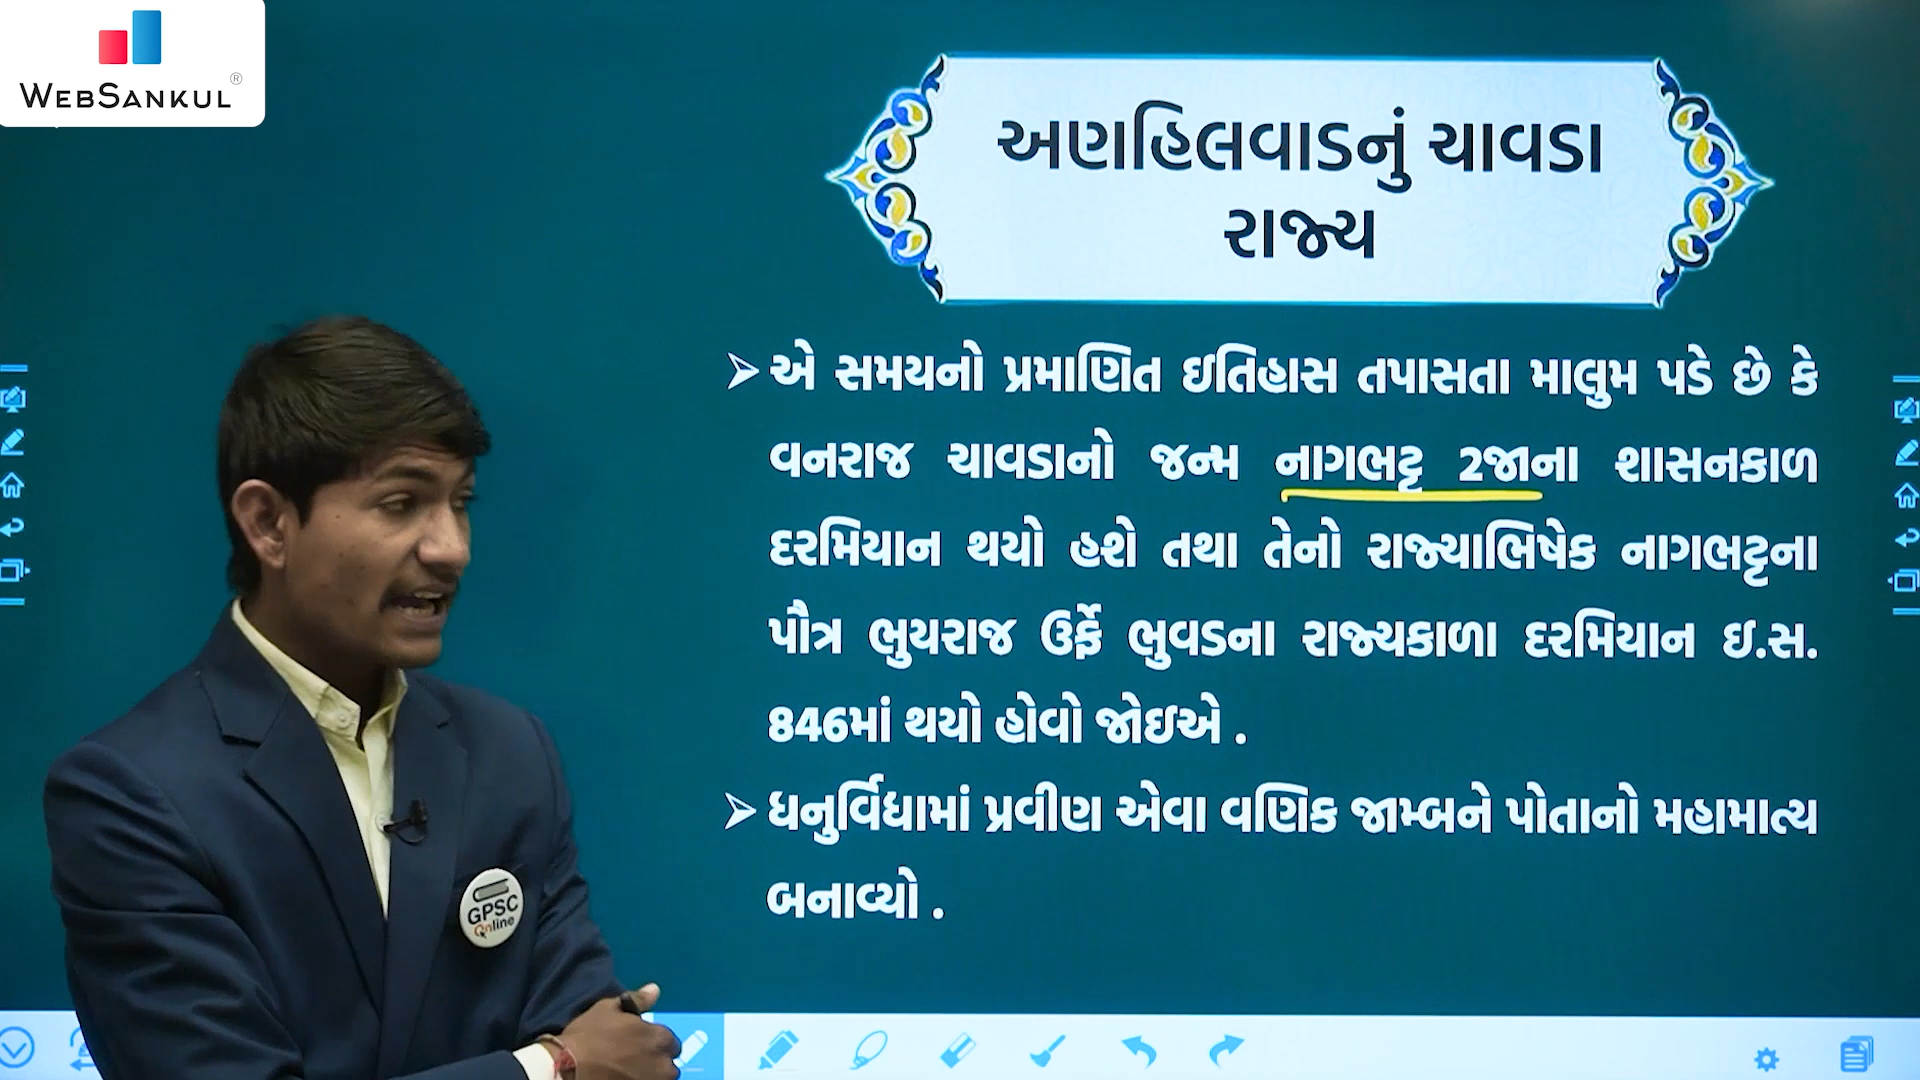 WEBSANKUL®
અણહિલવાડનું ચાવડા
રાજ્ય
➢ એ સમયનો પ્રમાણિત ઇતિહાસ તપાસતા માલુમ પડે છે કે
વનરાજ ચાવડાનો જન્મ નાગભટ્ટ 2જાના શાસનકાળ
દરમિયાન થયો હશે તથા તેનો રાજ્યાભિષેક નાગભટ્ટના
પૌત્ર ભુયરાજ ઉર્ફે ભુવડના રાજ્યકાળા દરમિયાન ઇ.સ.
846માં થયો હોવો જોઇએ .
➢ ધનુર્વિદ્યામાં પ્રવીણ એવા વણિક જામ્બને પોતાનો મહામાત્ય
બનાવ્યો .
GPSC
Online